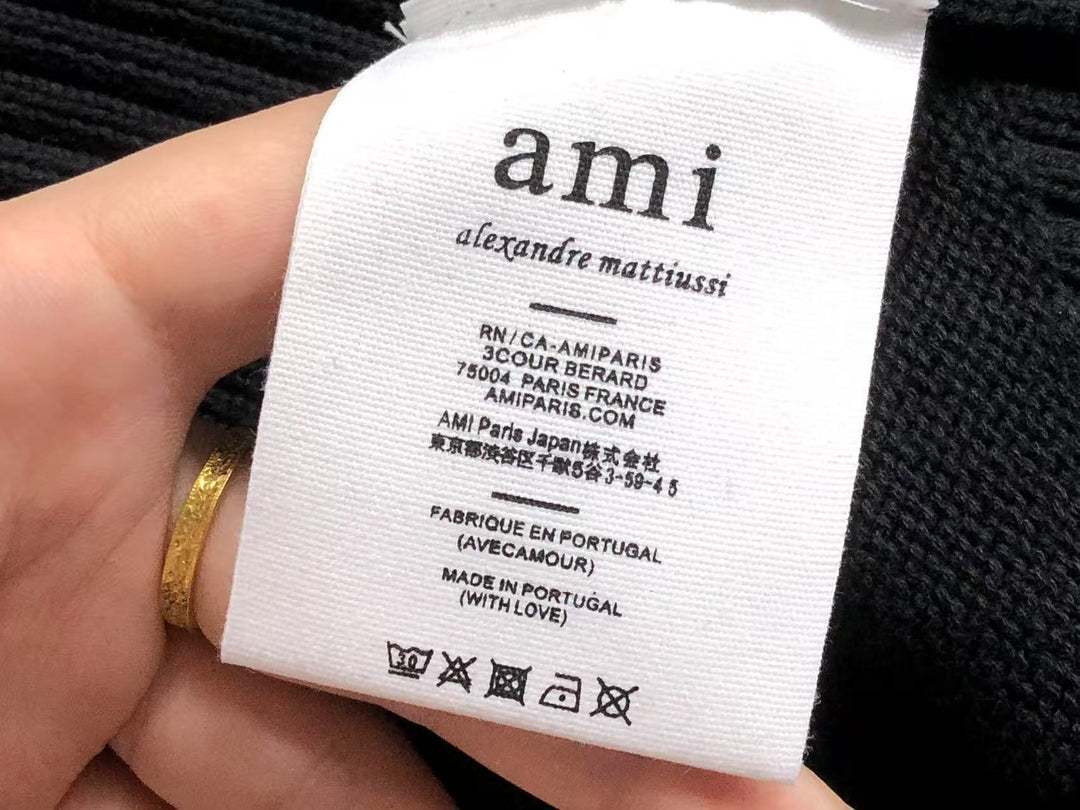 ami
alexandre mattiussi
RN/CA-AMIPARIS
3COUR BERARD
75004 PARIS FRANCE
AMIPARIS.COM
AMI Paris Japan株式会社
東京都渋谷区千駄5谷3-59-4 5
FABRIQUE EN PORTUGAL
(AVECAMOUR)
MADE IN PORTUGAL
(WITH LOVE)
30